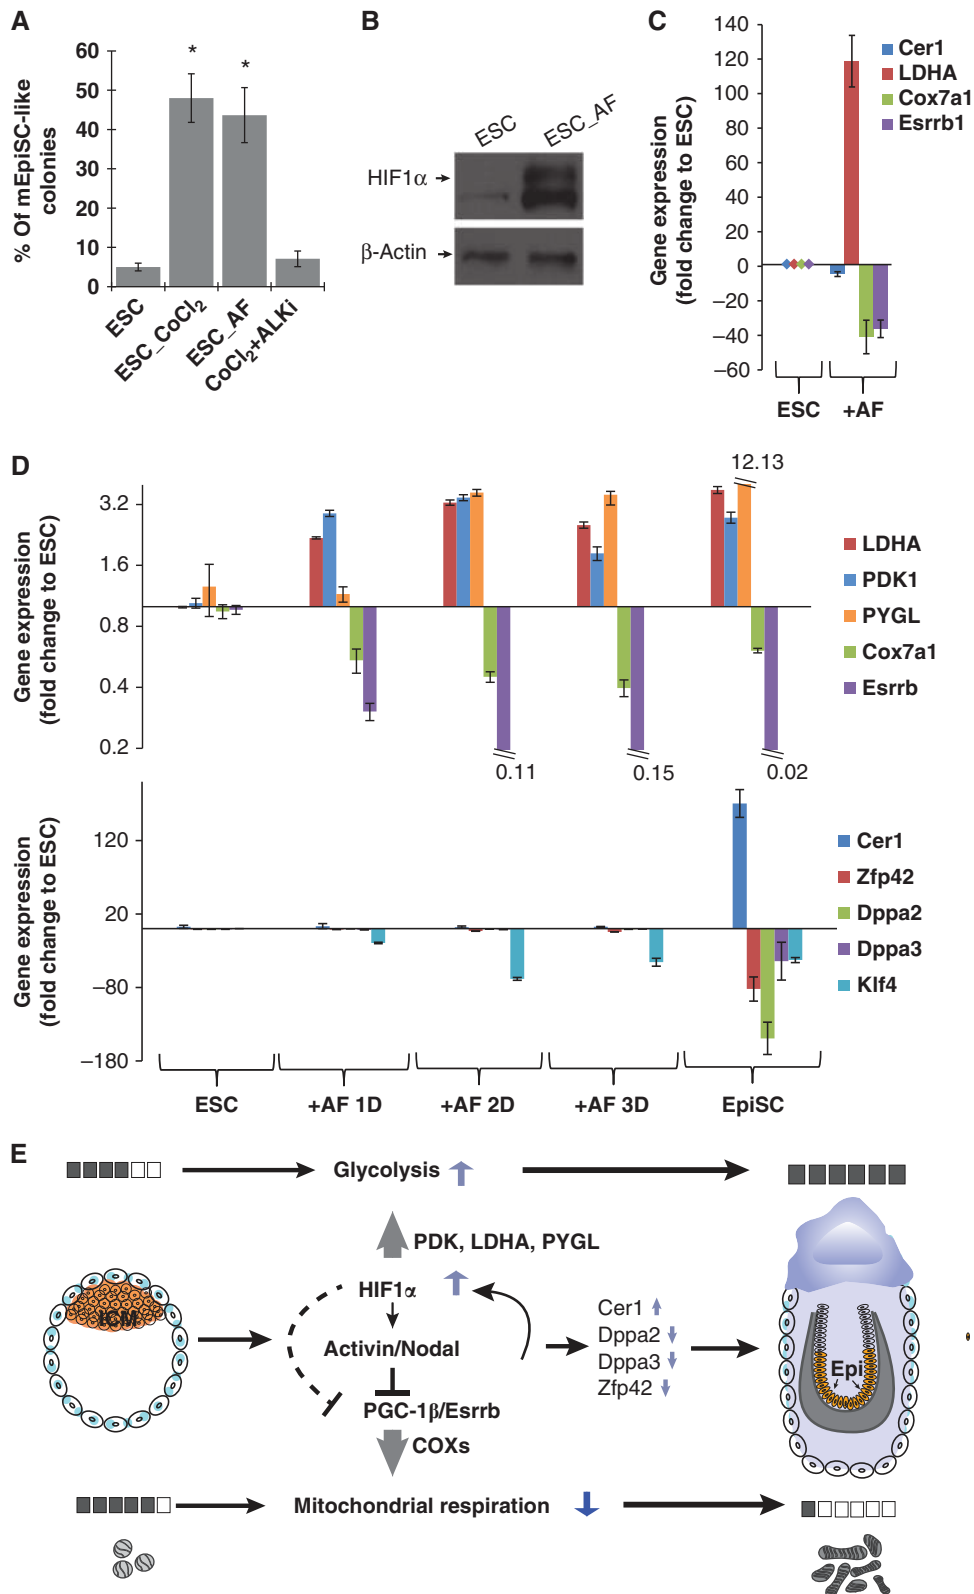 A
60
50
40
30
20
10
0
% Of mEpiSC-like
colonies
*
*
ESC
ESC_CoCl2
ESC_AF
CoCl2+ALKi
B
ESC
ESC_AF
HIF1α
β-Actin
C
140
120
100
80
60
40
20
0
−20
−40
−60
Gene expression
(fold change to ESC)
Cer1
LDHA
Cox7a1
Esrrb1
ESC
+AF
D
3.2
1.6
0.8
0.4
0.2
Gene expression
(fold change to ESC)
12.13
0.11
0.15
0.02
LDHA
PDK1
PYGL
Cox7a1
Esrrb
120
20
−80
−180
Gene expression
(fold change to ESC)
Cer1
Zfp42
Dppa2
Dppa3
Klf4
ESC
+AF 1D
+AF 2D
+AF 3D
EpiSC
E
Glycolysis
PDK, LDHA, PYGL
HIF1α
Activin/Nodal
PGC-1β/Esrrb
COXs
Mitochondrial respiration
ICM
Cer1
Dppa2
Dppa3
Zfp42
Epi